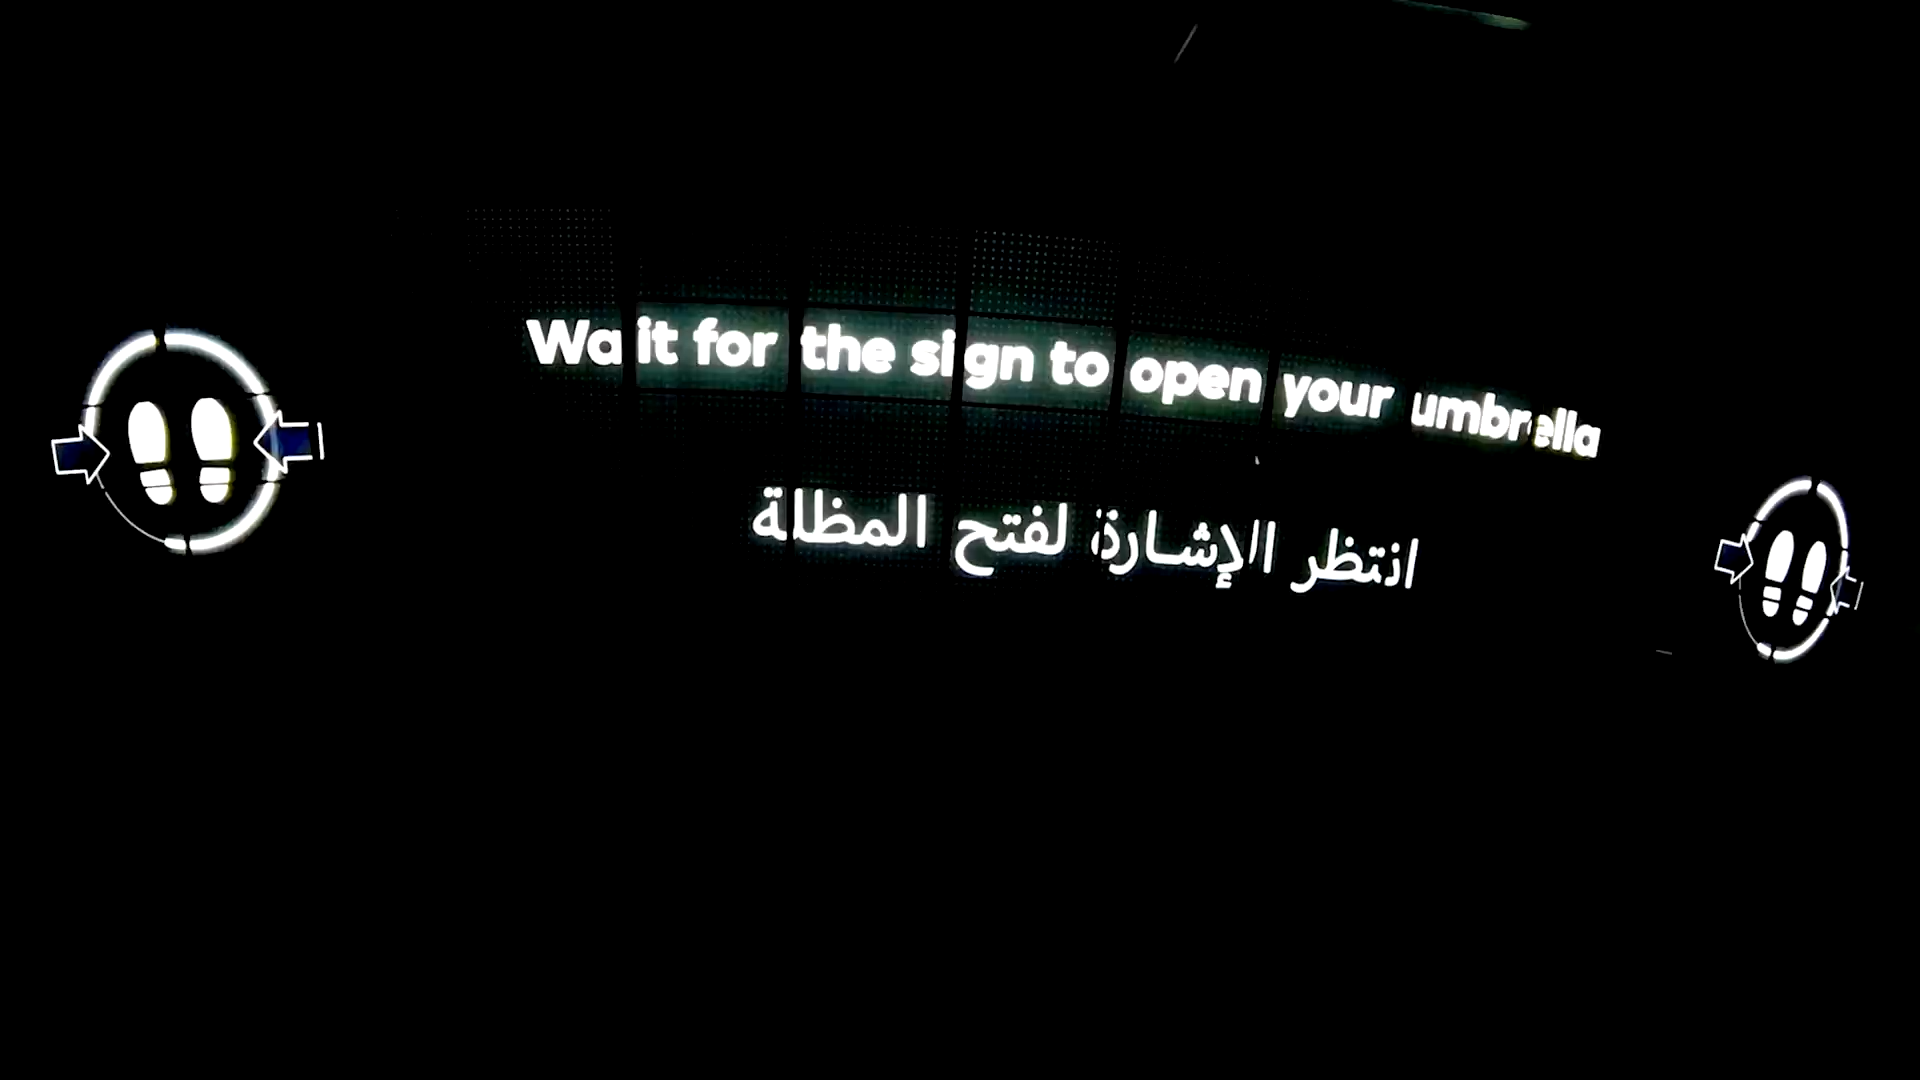 Wait for the sign to open your umbrella
انتظر الإشارة لفتح المظلة